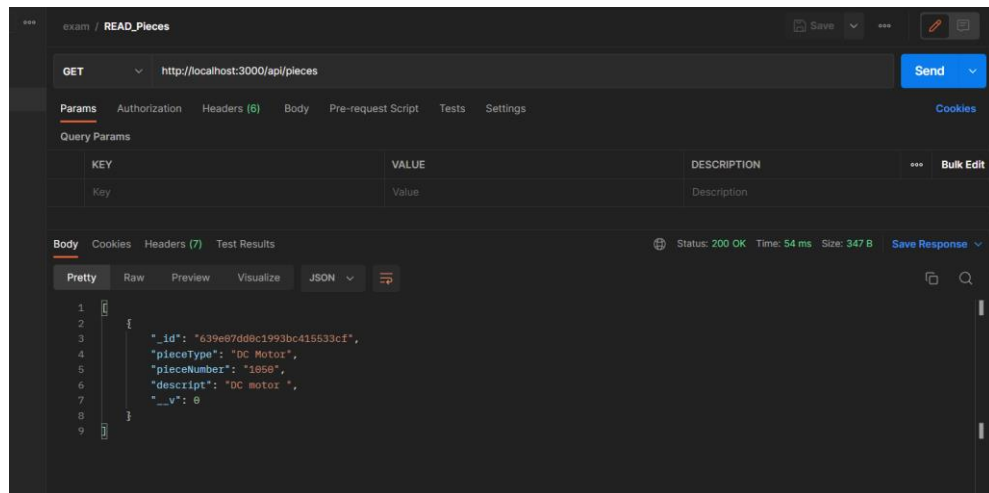 exam / READ_Pieces Save
GET http://localhost:3000/api/pieces Send
Params Authorization Headers (6) Body Pre-request Script Tests Settings Cookies
Query Params
KEY VALUE DESCRIPTION Bulk Edit
Key Value Description
Body Cookies Headers (7) Test Results Status: 200 OK Time: 54 ms Size: 347 B Save Response
Pretty Raw Preview Visualize JSON
1 [
2 {
3 "_id": "639e07dd0c1993bc415533cf",
4 "pieceType": "DC Motor",
5 "pieceNumber": "1050",
6 "descript": "DC motor ",
7 "__v": 0
8 }
9 ]